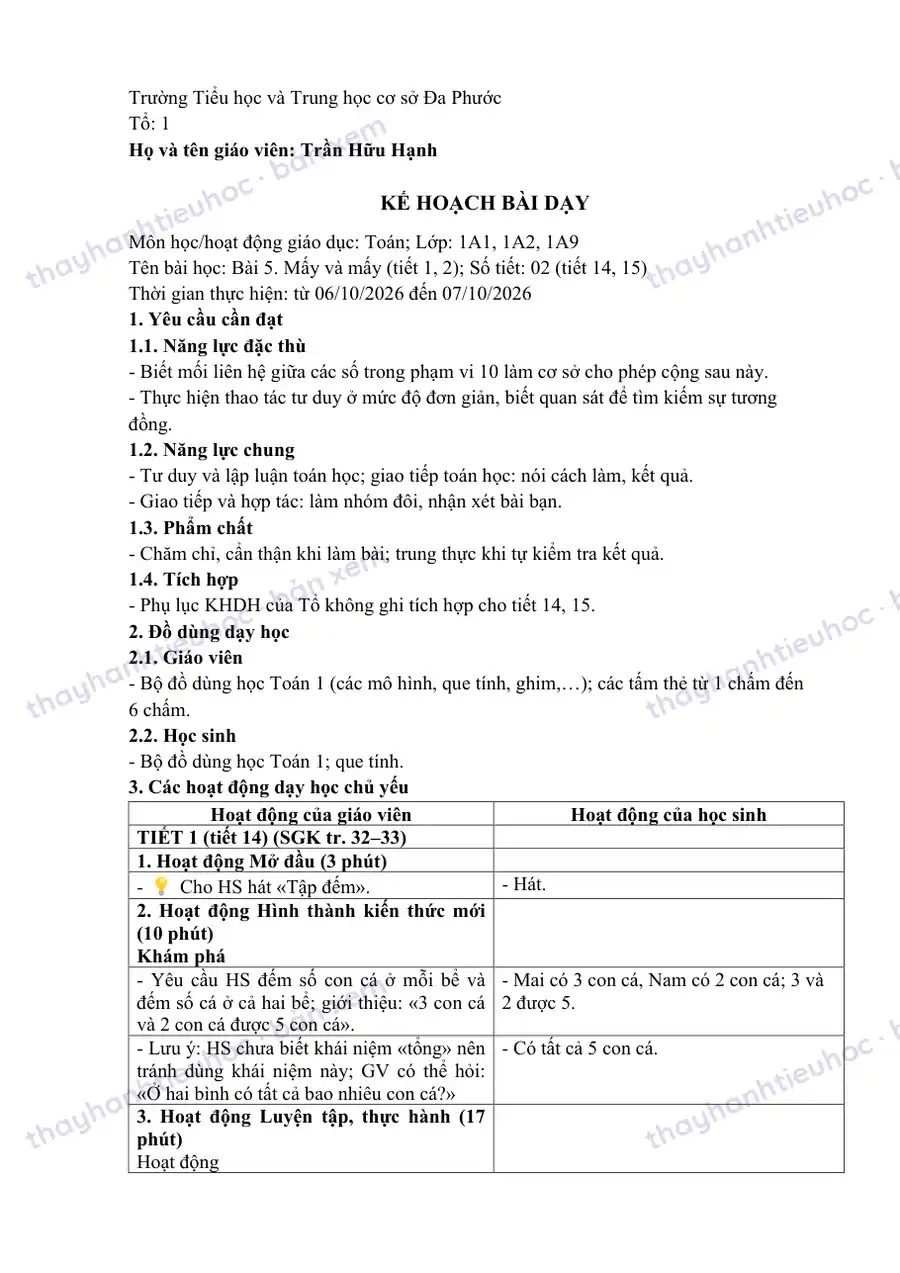 Trường Tiểu học và Trung học cơ sở Đa Phước
Tổ: 1
Họ và tên giáo viên: Trần Hữu Hạnh
KẾ HOẠCH BÀI DẠY
Môn học/hoạt động giáo dục: Toán; Lớp: 1A1, 1A2, 1A9
Tên bài học: Bài 5. Mấy và mấy (tiết 1, 2); Số tiết: 02 (tiết 14, 15)
Thời gian thực hiện: từ 06/10/2026 đến 07/10/2026
1. Yêu cầu cần đạt
1.1. Năng lực đặc thù
- Biết mối liên hệ giữa các số trong phạm vi 10 làm cơ sở cho phép cộng sau này.
- Thực hiện thao tác tư duy ở mức độ đơn giản, biết quan sát để tìm kiếm sự tương
đồng.
1.2. Năng lực chung
- Tư duy và lập luận toán học; giao tiếp toán học: nói cách làm, kết quả.
- Giao tiếp và hợp tác: làm nhóm đôi, nhận xét bài bạn.
1.3. Phẩm chất
- Chăm chỉ, cẩn thận khi làm bài; trung thực khi tự kiểm tra kết quả.
1.4. Tích hợp
- Phụ lục KHDH của Tổ không ghi tích hợp cho tiết 14, 15.
2. Đồ dùng dạy học
2.1. Giáo viên
- Bộ đồ dùng học Toán 1 (các mô hình, que tính, ghim,…); các tấm thẻ từ 1 chấm đến
6 chấm.
2.2. Học sinh
- Bộ đồ dùng học Toán 1; que tính.
3. Các hoạt động dạy học chủ yếu
Hoạt động của giáo viên
Hoạt động của học sinh
TIẾT 1 (tiết 14) (SGK tr. 32–33)
1. Hoạt động Mở đầu (3 phút)
- 💡 Cho HS hát «Tập đếm».
- Hát.
2. Hoạt động Hình thành kiến thức mới
(10 phút)
Khám phá
- Yêu cầu HS đếm số con cá ở mỗi bể và
đếm số cá ở cả hai bể; giới thiệu: «3 con cá
và 2 con cá được 5 con cá».
- Mai có 3 con cá, Nam có 2 con cá; 3 và
2 được 5.
- Lưu ý: HS chưa biết khái niệm «tổng» nên
tránh dùng khái niệm này; GV có thể hỏi:
«Ở hai bình có tất cả bao nhiêu con cá?»
- Có tất cả 5 con cá.
3. Hoạt động Luyện tập, thực hành (17
phút)
Hoạt động
thayhanhtieuhoc · bản xem
thayhanhtieuhoc · b
thayhanhtieuhoc · bản xem
thayhanhtieuhoc · b
thayhanhtieuhoc · bản xem
thayhanhtieuhoc · b